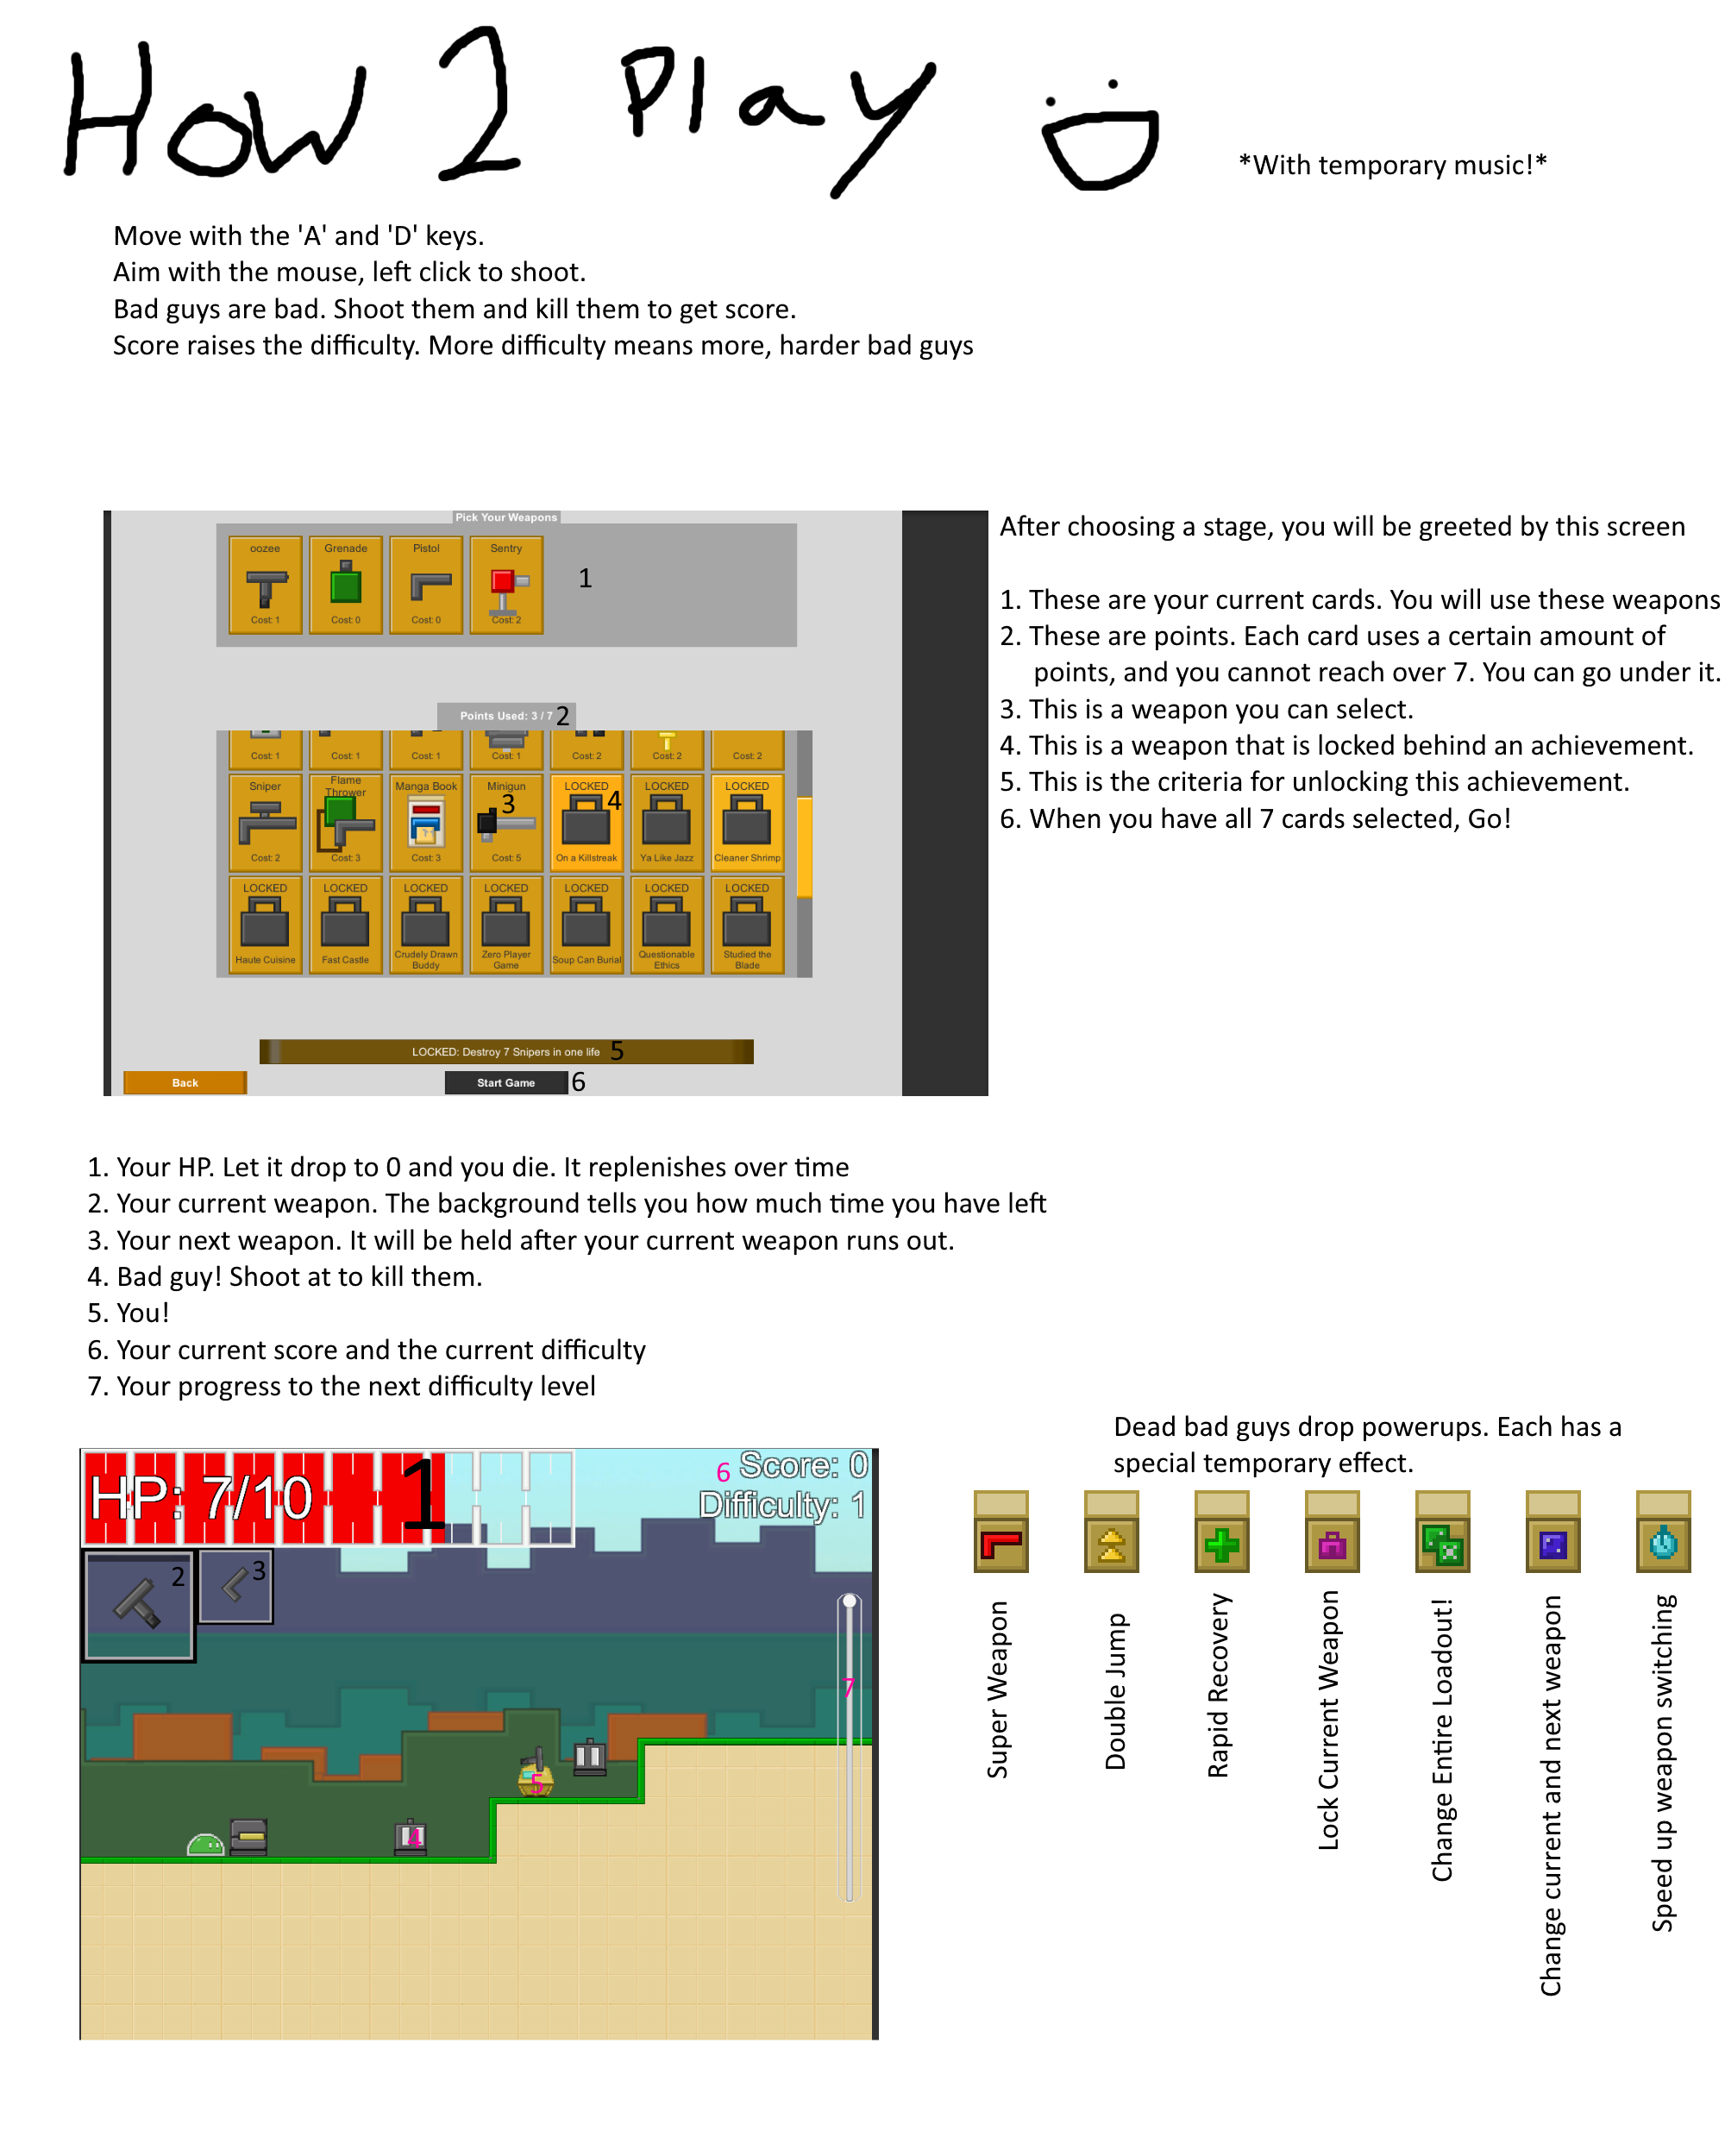 How 2 Play
*With temporary music!*
Move with the 'A' and 'D' keys.
Aim with the mouse, left click to shoot.
Bad guys are bad. Shoot them and kill them to get score.
Score raises the difficulty. More difficulty means more, harder bad guys
Pick Your Weapons
oozee
Cost: 1
Grenade
Cost: 0
Pistol
Cost: 0
Sentry
Cost: 2
1
Points Used: 3 / 7
2
Cost: 1
Cost: 1
Cost: 1
Cost: 1
Cost: 2
Cost: 2
Cost: 2
Sniper
Cost: 2
Flame
Thrower
Cost: 3
Manga Book
Cost: 3
Minigun
3
Cost: 5
LOCKED
4
On a Killstreak
LOCKED
Ya Like Jazz
LOCKED
Cleaner Shrimp
LOCKED
Haute Cuisine
LOCKED
Fast Castle
LOCKED
Crudely Drawn
Buddy
LOCKED
Zero Player
Game
LOCKED
Soup Can Burial
LOCKED
Questionable
Ethics
LOCKED
Studied the
Blade
LOCKED: Destroy 7 Snipers in one life
5
Back
Start Game
6
After choosing a stage, you will be greeted by this screen
1. These are your current cards. You will use these weapons
2. These are points. Each card uses a certain amount of
points, and you cannot reach over 7. You can go under it.
3. This is a weapon you can select.
4. This is a weapon that is locked behind an achievement.
5. This is the criteria for unlocking this achievement.
6. When you have all 7 cards selected, Go!
1. Your HP. Let it drop to 0 and you die. It replenishes over time
2. Your current weapon. The background tells you how much time you have left
3. Your next weapon. It will be held after your current weapon runs out.
4. Bad guy! Shoot at to kill them.
5. You!
6. Your current score and the current difficulty
7. Your progress to the next difficulty level
HP: 7/10
1
6
Score: 0
Difficulty: 1
2
3
7
5
4
Dead bad guys drop powerups. Each has a
special temporary effect.
Super Weapon
Double Jump
Rapid Recovery
Lock Current Weapon
Change Entire Loadout!
Change current and next weapon
Speed up weapon switching